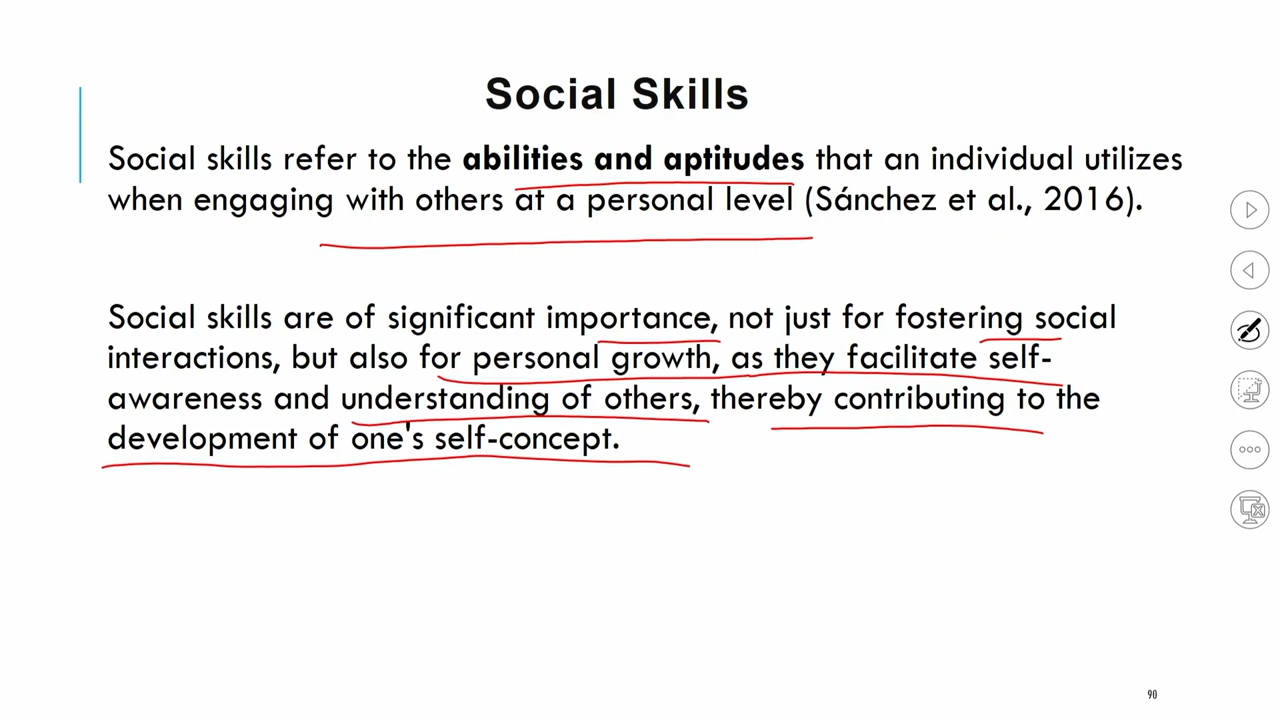 Social Skills
Social skills refer to the abilities and aptitudes that an individual utilizes
when engaging with others at a personal level (Sánchez et al., 2016).
Social skills are of significant importance, not just for fostering social
interactions, but also for personal growth, as they facilitate self-
awareness and understanding of others, thereby contributing to the
development of one's self-concept.
90